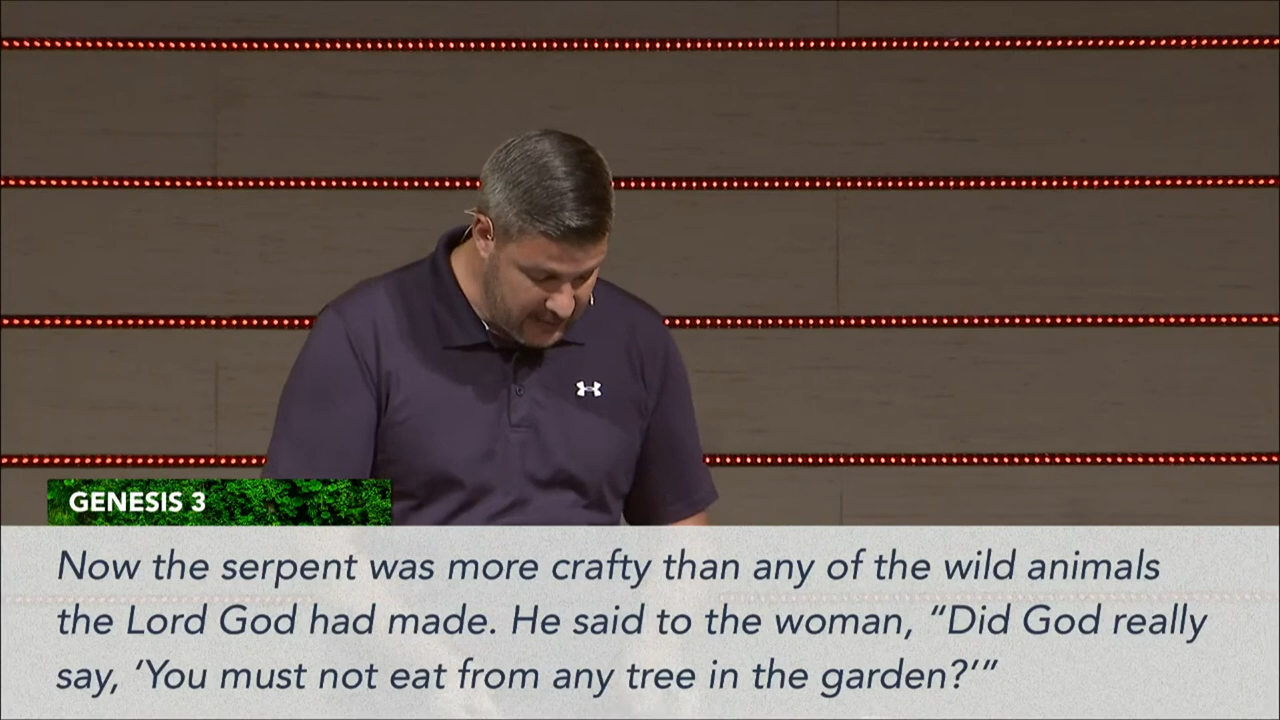 GENESIS 3
Now the serpent was more crafty than any of the wild animals
the Lord God had made. He said to the woman, “Did God really
say, ‘You must not eat from any tree in the garden?’”